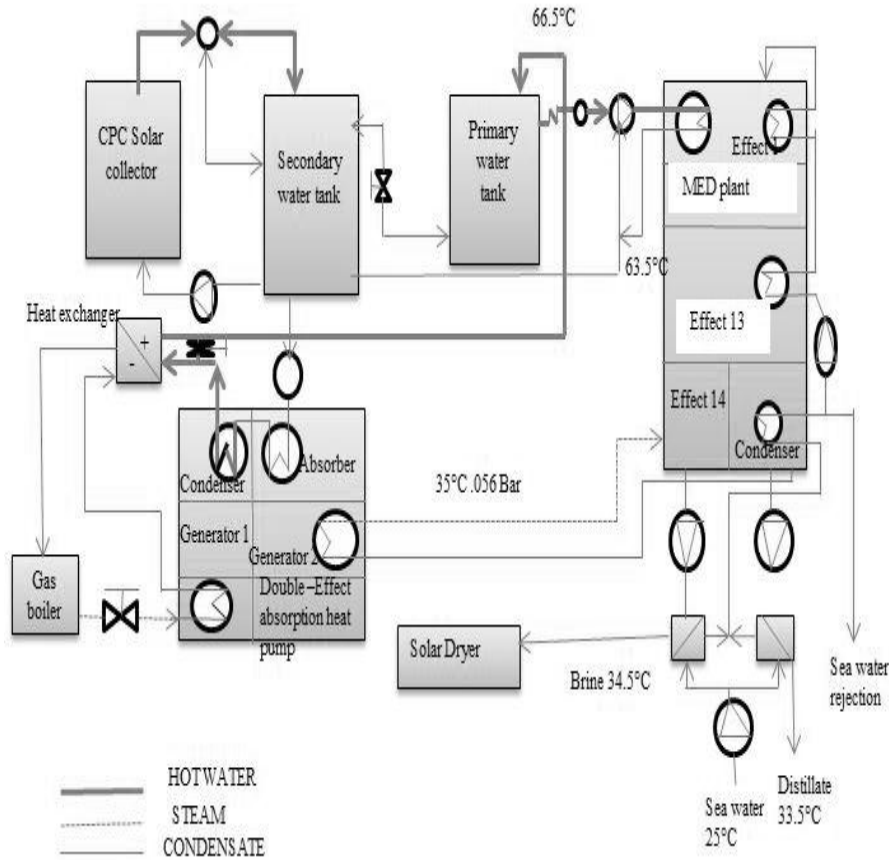 66.5°C
CPC Solar
collector
Secondary
water tank
Primary
water
tank
Effect
MED plant
63.5°C
Heat exchanger
+
-
Effect 13
Effect 14
Condenser
Condenser
Absorber
35°C .056 Bar
Generator 1
Generator 2
Gas
boiler
Double –Effect
absorption heat
pump
Solar Dryer
Brine 34.5°C
Sea water
rejection
HOT WATER
STEAM
CONDENSATE
Sea water
25°C
Distillate
33.5°C